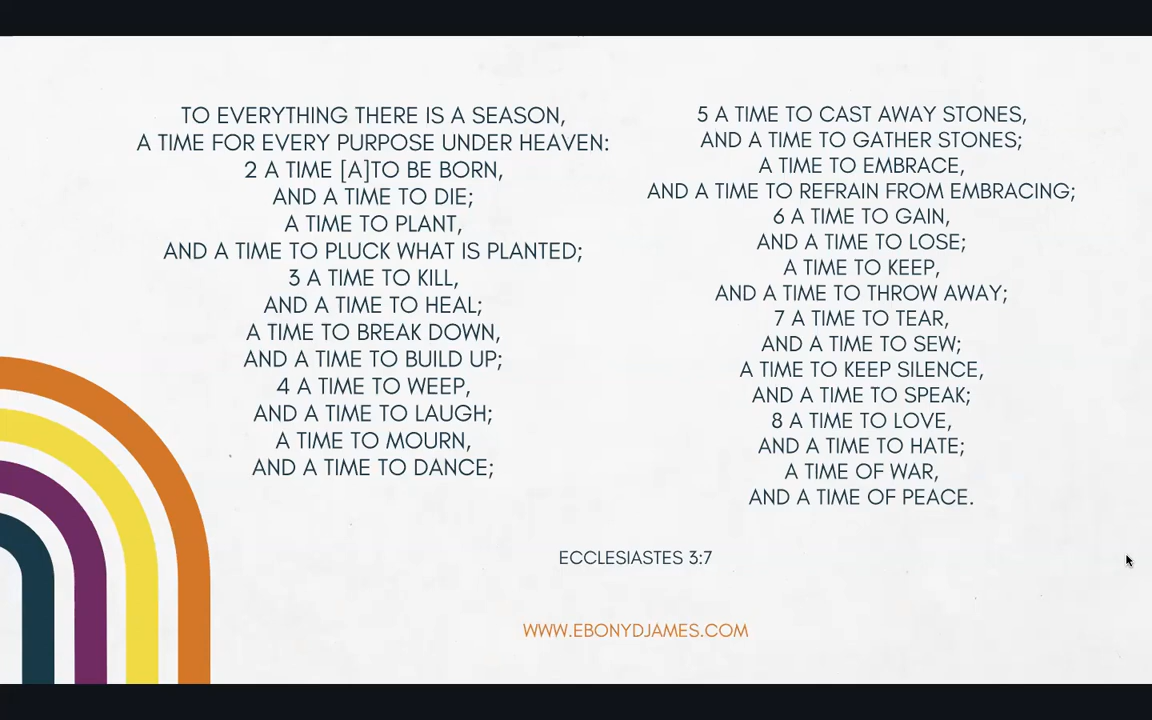 TO EVERYTHING THERE IS A SEASON,
A TIME FOR EVERY PURPOSE UNDER HEAVEN:
2 A TIME [A]TO BE BORN,
AND A TIME TO DIE;
A TIME TO PLANT,
AND A TIME TO PLUCK WHAT IS PLANTED;
3 A TIME TO KILL,
AND A TIME TO HEAL;
A TIME TO BREAK DOWN,
AND A TIME TO BUILD UP;
4 A TIME TO WEEP,
AND A TIME TO LAUGH;
A TIME TO MOURN,
AND A TIME TO DANCE;
5 A TIME TO CAST AWAY STONES,
AND A TIME TO GATHER STONES;
A TIME TO EMBRACE,
AND A TIME TO REFRAIN FROM EMBRACING;
6 A TIME TO GAIN,
AND A TIME TO LOSE;
A TIME TO KEEP,
AND A TIME TO THROW AWAY;
7 A TIME TO TEAR,
AND A TIME TO SEW;
A TIME TO KEEP SILENCE,
AND A TIME TO SPEAK;
8 A TIME TO LOVE,
AND A TIME TO HATE;
A TIME OF WAR,
AND A TIME OF PEACE.
ECCLESIASTES 3:7
WWW.EBONYDJAMES.COM